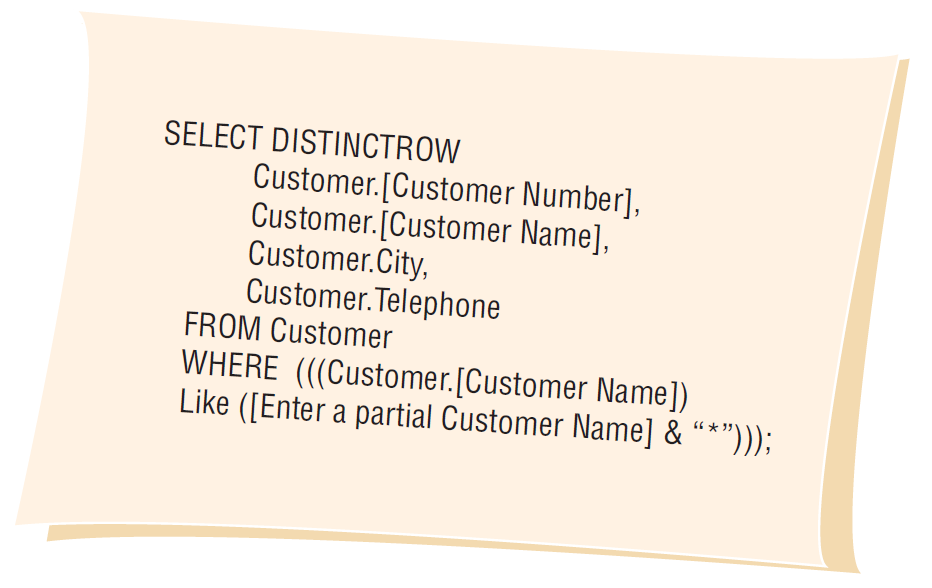 SELECT DISTINCTROW
Customer.[Customer Number],
Customer.[Customer Name],
Customer.City,
Customer.Telephone
FROM Customer
WHERE (((Customer.[Customer Name])
Like ([Enter a partial Customer Name] & “*”)));